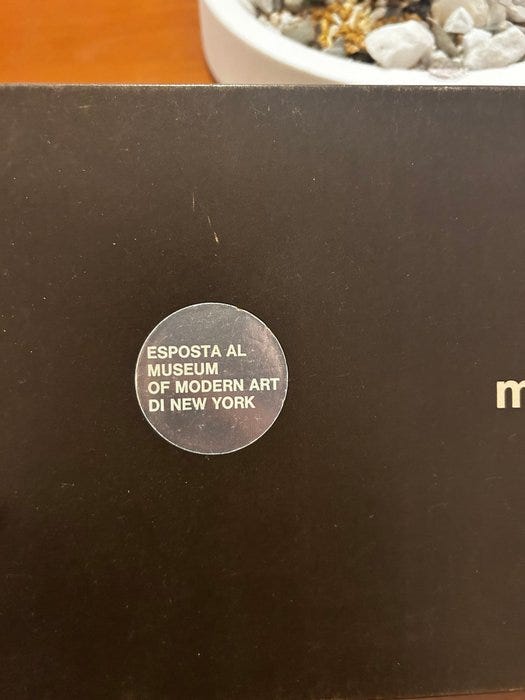 ESPOSTA AL
MUSEUM
OF MODERN ART
DI NEW YORK
m